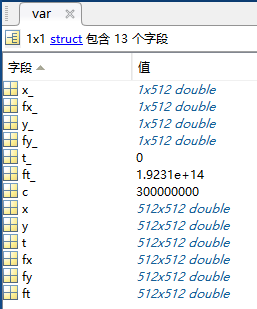 var
1x1 struct 包含 13 个字段
字段 值
x_ 1x512 double
fx_ 1x512 double
y_ 1x512 double
fy_ 1x512 double
t_ 0
ft_ 1.9231e+14
c 300000000
x 512x512 double
y 512x512 double
t 512x512 double
fx 512x512 double
fy 512x512 double
ft 512x512 double